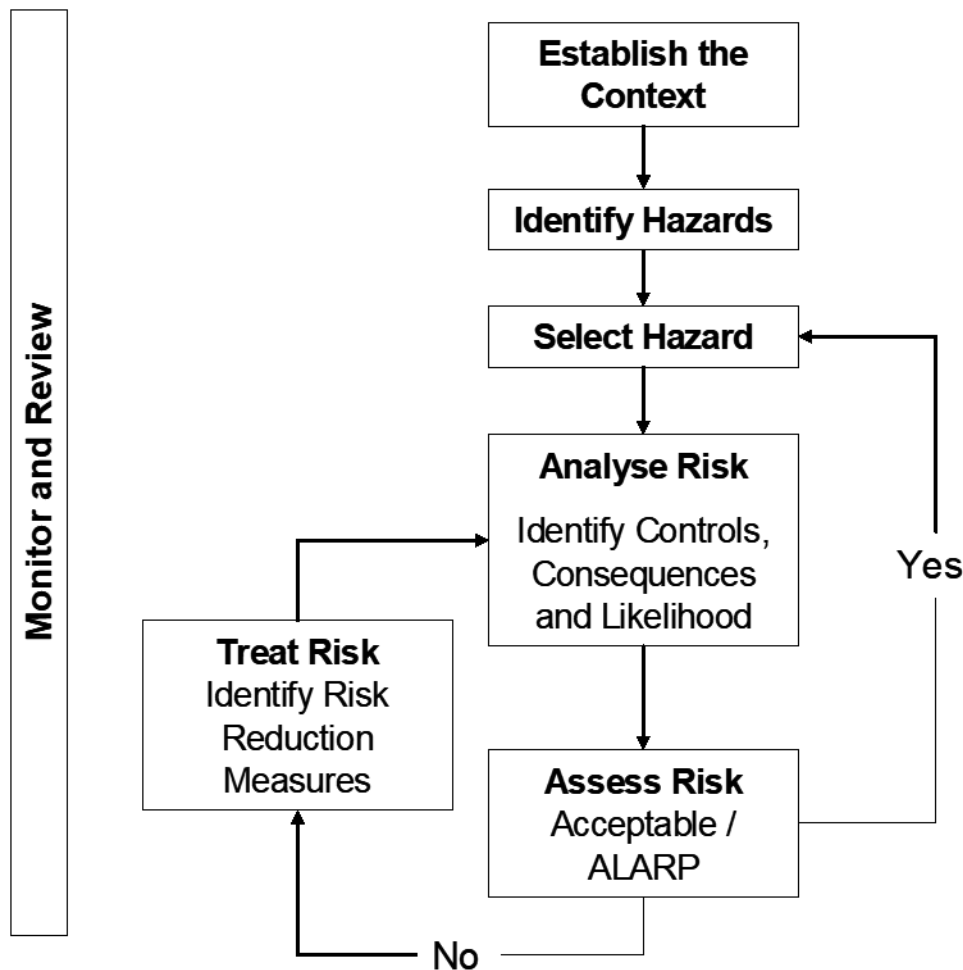 Establish the
Context
Identify Hazards
Select Hazard
Analyse Risk
Identify Controls,
Consequences
and Likelihood
Yes
Treat Risk
Identify Risk
Reduction
Measures
Assess Risk
Acceptable /
ALARP
No
Monitor and Review